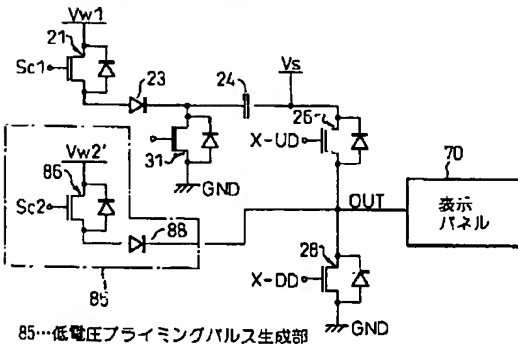 Vw1
21
Sc1
23
24
Vs
26
X-UD
31
GND
Vw2'
86
Sc2
88
85
OUT
70
表示
パネル
28
X-DD
GND
85…低電圧プライミングパルス生成部